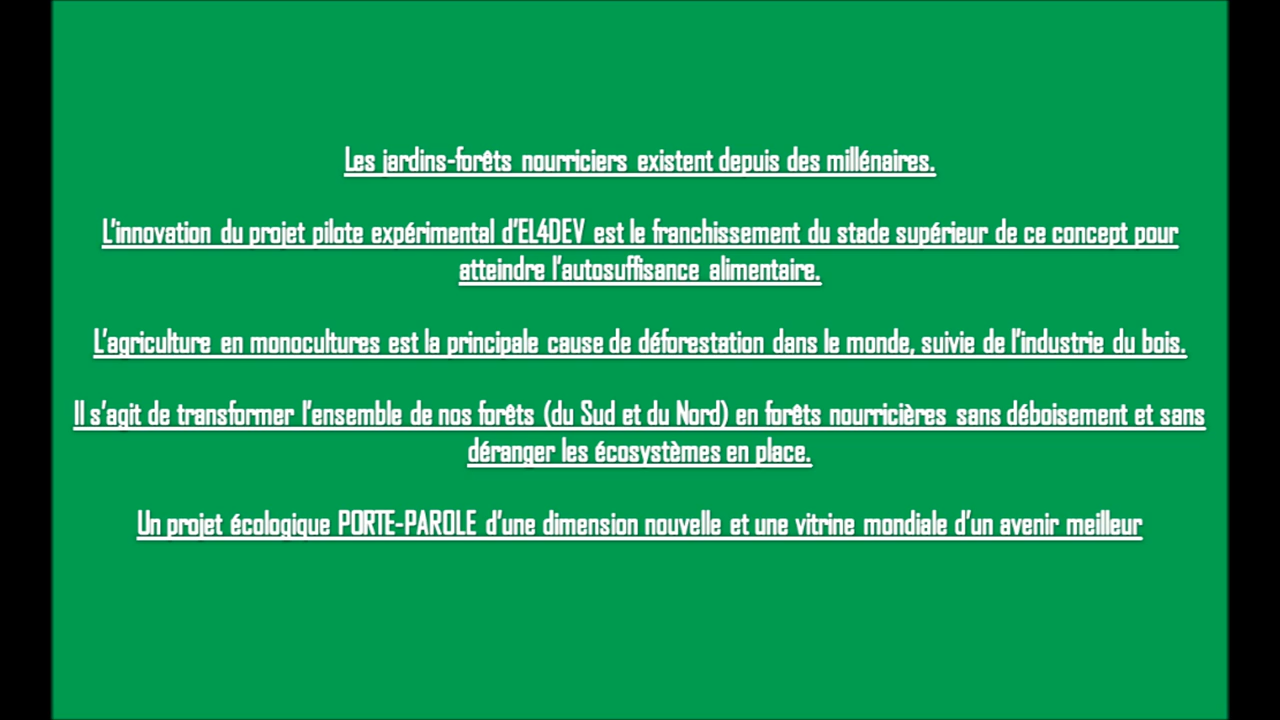 Les jardins-forêts nourriciers existent depuis des millénaires.
L'innovation du projet pilote expérimental d'EL4DEV est le franchissement du stade supérieur de ce concept pour
atteindre l'autosuffisance alimentaire.
L'agriculture en monocultures est la principale cause de déforestation dans le monde, suivie de l'industrie du bois.
Il s'agit de transformer l'ensemble de nos forêts (du Sud et du Nord) en forêts nourricières sans déboisement et sans
déranger les écosystèmes en place.
Un projet écologique PORTE-PAROLE d'une dimension nouvelle et une vitrine mondiale d'un avenir meilleur